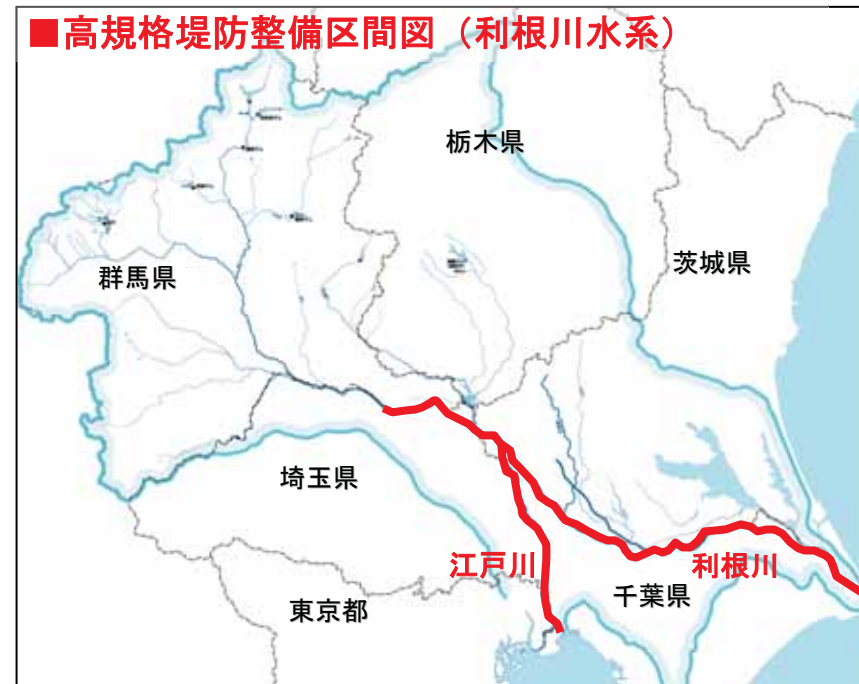 ■高規格堤防整備区間図（利根川水系）
栃木県
茨城県
群馬県
埼玉県
江戸川
利根川
千葉県
東京都